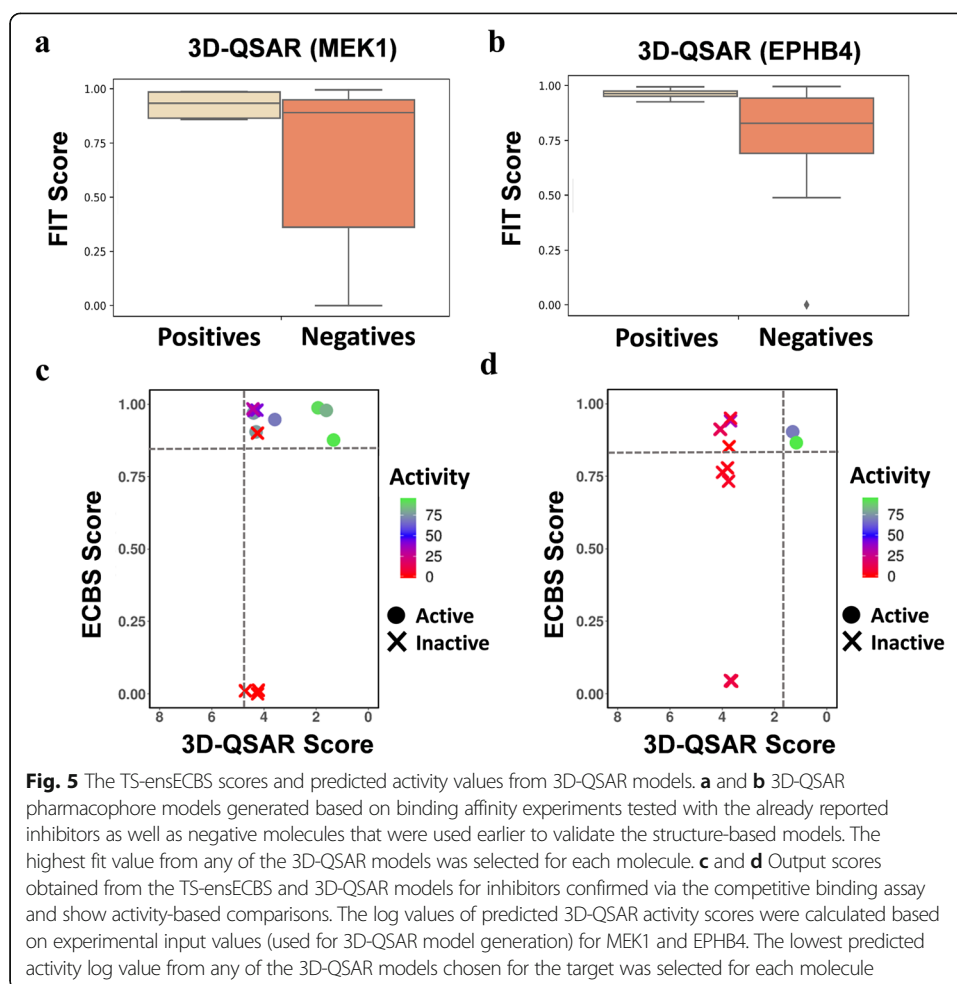 a
3D-QSAR (MEK1)
FIT Score
1.00
0.75
0.50
0.25
0.00
Positives Negatives
b
3D-QSAR (EPHB4)
FIT Score
1.00
0.75
0.50
0.25
0.00
Positives Negatives
c
ECBS Score
1.00
0.75
0.50
0.25
0.00
8 6 4 2 0
3D-QSAR Score
Activity
75
50
25
0
Active
Inactive
d
ECBS Score
1.00
0.75
0.50
0.25
0.00
8 6 4 2 0
3D-QSAR Score
Activity
75
50
25
0
Active
Inactive
Fig. 5 The TS-ensECBS scores and predicted activity values from 3D-QSAR models. a and b 3D-QSAR
pharmacophore models generated based on binding affinity experiments tested with the already reported
inhibitors as well as negative molecules that were used earlier to validate the structure-based models. The
highest fit value from any of the 3D-QSAR models was selected for each molecule. c and d Output scores
obtained from the TS-ensECBS and 3D-QSAR models for inhibitors confirmed via the competitive binding assay
and show activity-based comparisons. The log values of predicted 3D-QSAR activity scores were calculated based
on experimental input values (used for 3D-QSAR model generation) for MEK1 and EPHB4. The lowest predicted
activity log value from any of the 3D-QSAR models chosen for the target was selected for each molecule